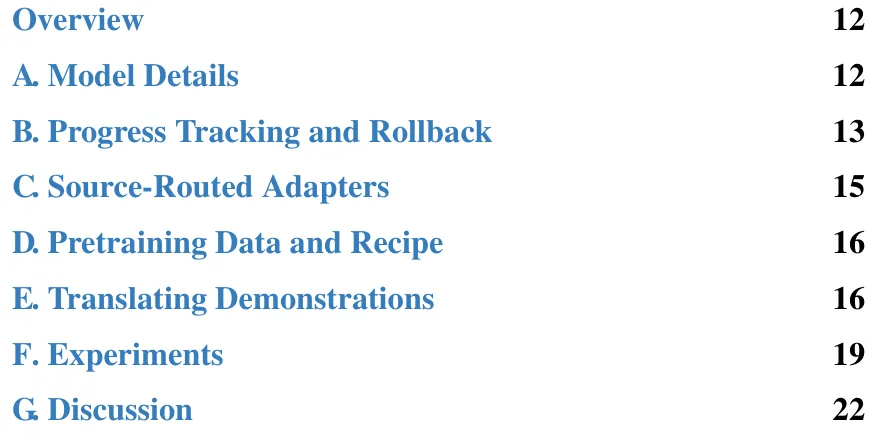 Overview 12
A. Model Details 12
B. Progress Tracking and Rollback 13
C. Source-Routed Adapters 15
D. Pretraining Data and Recipe 16
E. Translating Demonstrations 16
F. Experiments 19
G. Discussion 22